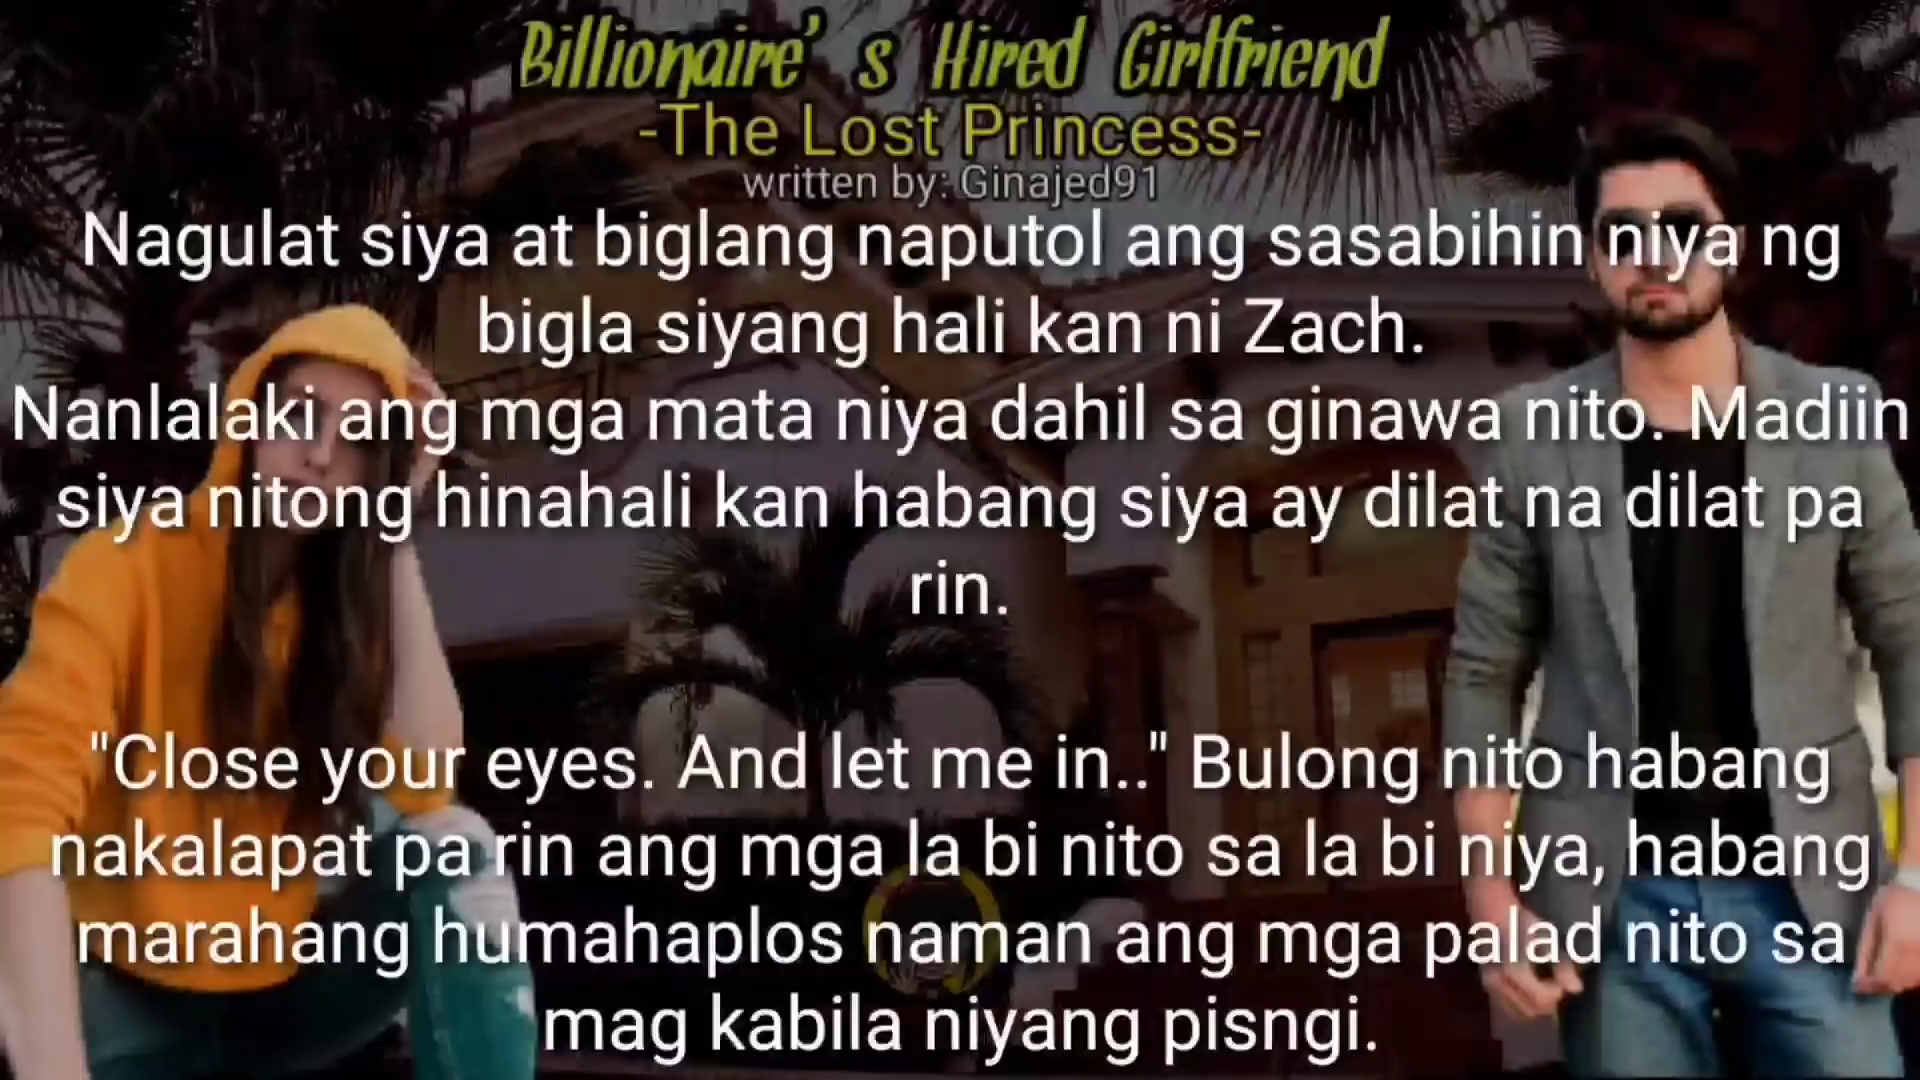 Billionaire' s Hired Girlfriend
-The Lost Princess-
written by: Ginajed91
Nagulat siya at biglang naputol ang sasabihin niya ng
bigla siyang hali kan ni Zach.
Nanlalaki ang mga mata niya dahil sa ginawa nito. Madiin
siya nitong hinahali kan habang siya ay dilat na dilat pa
rin.
"Close your eyes. And let me in.." Bulong nito habang
nakalapat pa rin ang mga la bi nito sa la bi niya, habang
marahang humahaplos naman ang mga palad nito sa
mag kabila niyang pisngi.